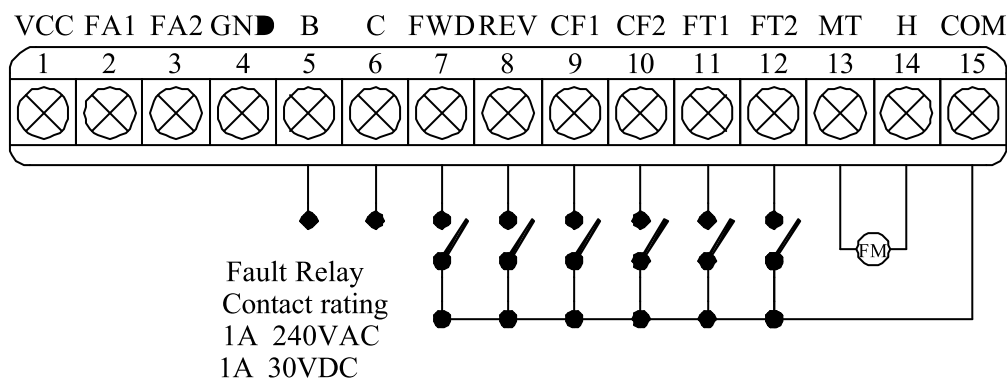 VCC FA1 FA2 GND B C FWD REV CF1 CF2 FT1 FT2 MT H COM
1 2 3 4 5 6 7 8 9 10 11 12 13 14 15
FM
Fault Relay
Contact rating
1A 240VAC
1A 30VDC